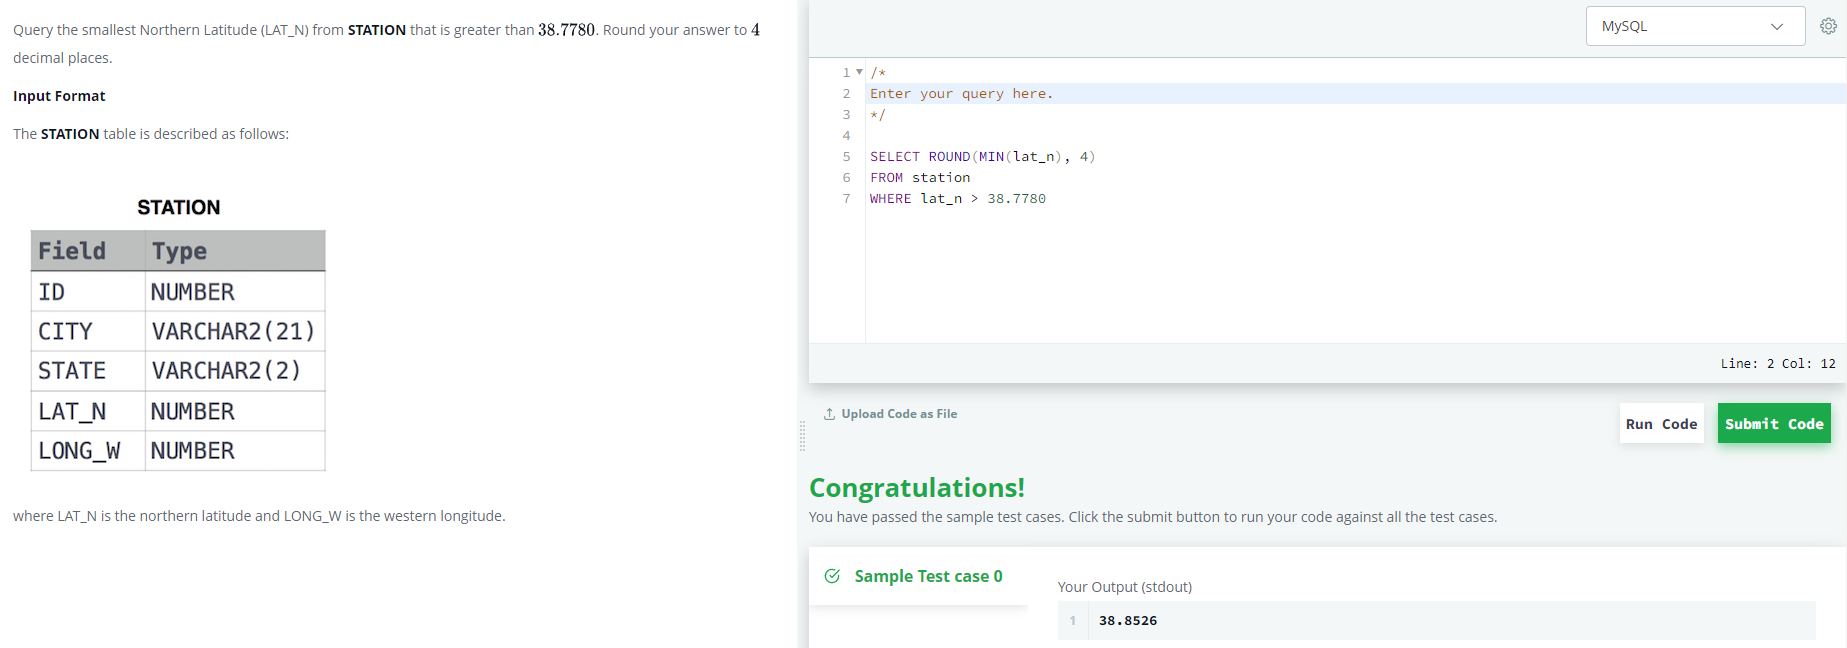 Query the smallest Northern Latitude (LAT_N) from STATION that is greater than 38.7780. Round your answer to 4
decimal places.
Input Format
The STATION table is described as follows:
STATION
Field Type
ID NUMBER
CITY VARCHAR2(21)
STATE VARCHAR2(2)
LAT_N NUMBER
LONG_W NUMBER
where LAT_N is the northern latitude and LONG_W is the western longitude.
MySQL
1 /*
2 Enter your query here.
3 */
4
5 SELECT ROUND(MIN(lat_n), 4)
6 FROM station
7 WHERE lat_n > 38.7780
Line: 2 Col: 12
Upload Code as File
Run Code
Submit Code
Congratulations!
You have passed the sample test cases. Click the submit button to run your code against all the test cases.
Sample Test case 0
Your Output (stdout)
1 38.8526